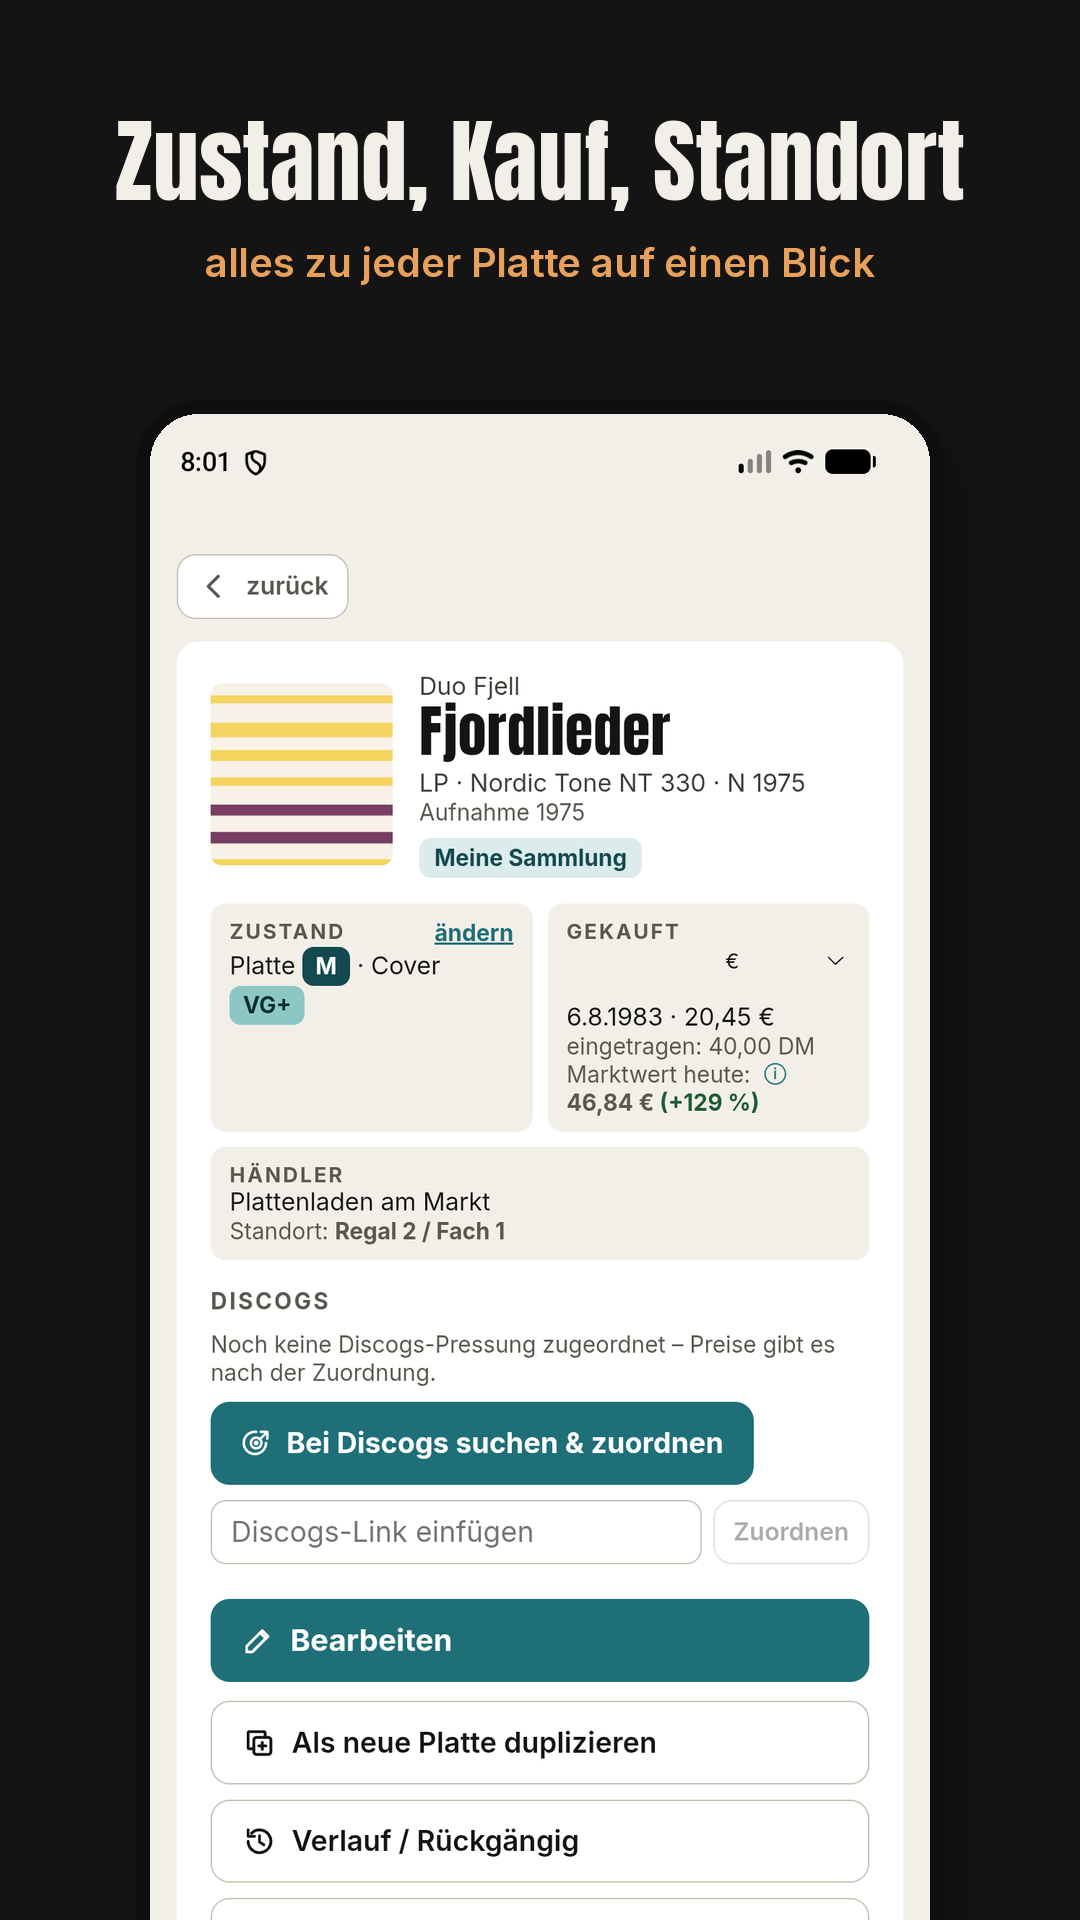 Zustand, Kauf, Standort
alles zu jeder Platte auf einen Blick
8:01
zurück
Duo Fjell
Fjordlieder
LP · Nordic Tone NT 330 · N 1975
Aufnahme 1975
Meine Sammlung
ZUSTAND ändern
Platte M · Cover
VG+
GEKAUFT
€
6.8.1983 · 20,45 €
eingetragen: 40,00 DM
Marktwert heute: ⓘ
46,84 € (+129 %)
HÄNDLER
Plattenladen am Markt
Standort: Regal 2 / Fach 1
DISCOGS
Noch keine Discogs-Pressung zugeordnet – Preise gibt es
nach der Zuordnung.
Bei Discogs suchen & zuordnen
Discogs-Link einfügen Zuordnen
Bearbeiten
Als neue Platte duplizieren
Verlauf / Rückgängig